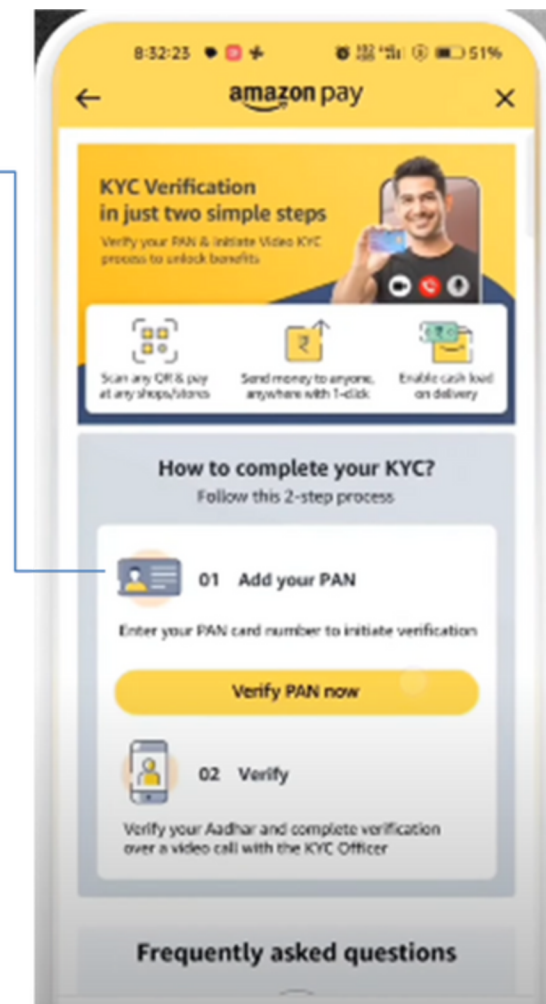 8:32:23 51%
amazon pay
KYC Verification
in just two simple steps
Verify your PAN & initiate Video KYC
process to unlock benefits
Scan any QR & pay
at any shops/stores
Send money to anyone,
anywhere with 1-click
Enable cash load
on delivery
How to complete your KYC?
Follow this 2-step process
01 Add your PAN
Enter your PAN card number to initiate verification
Verify PAN now
02 Verify
Verify your Aadhar and complete verification
over a video call with the KYC Officer
Frequently asked questions